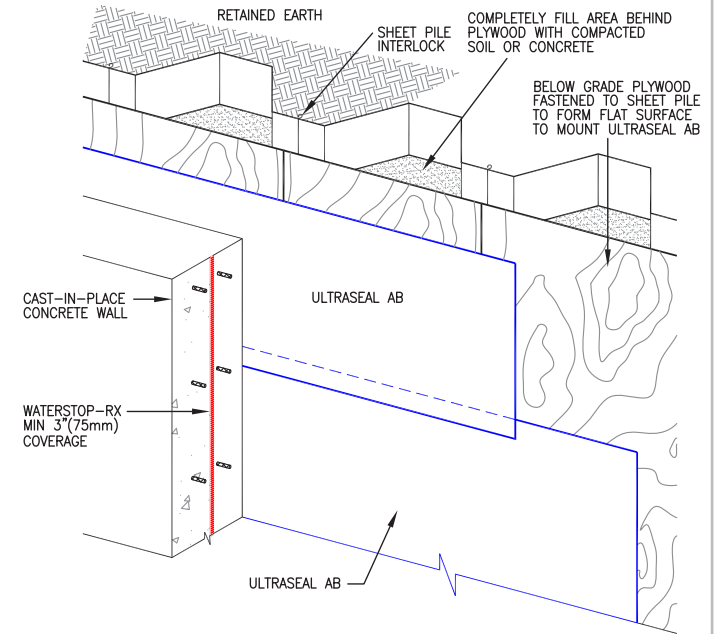 RETAINED EARTH
SHEET PILE
INTERLOCK
COMPLETELY FILL AREA BEHIND
PLYWOOD WITH COMPACTED
SOIL OR CONCRETE
BELOW GRADE PLYWOOD
FASTENED TO SHEET PILE
TO FORM FLAT SURFACE
TO MOUNT ULTRASEAL AB
CAST-IN-PLACE
CONCRETE WALL
ULTRASEAL AB
WATERSTOP-RX
MIN 3"(75mm)
COVERAGE
ULTRASEAL AB